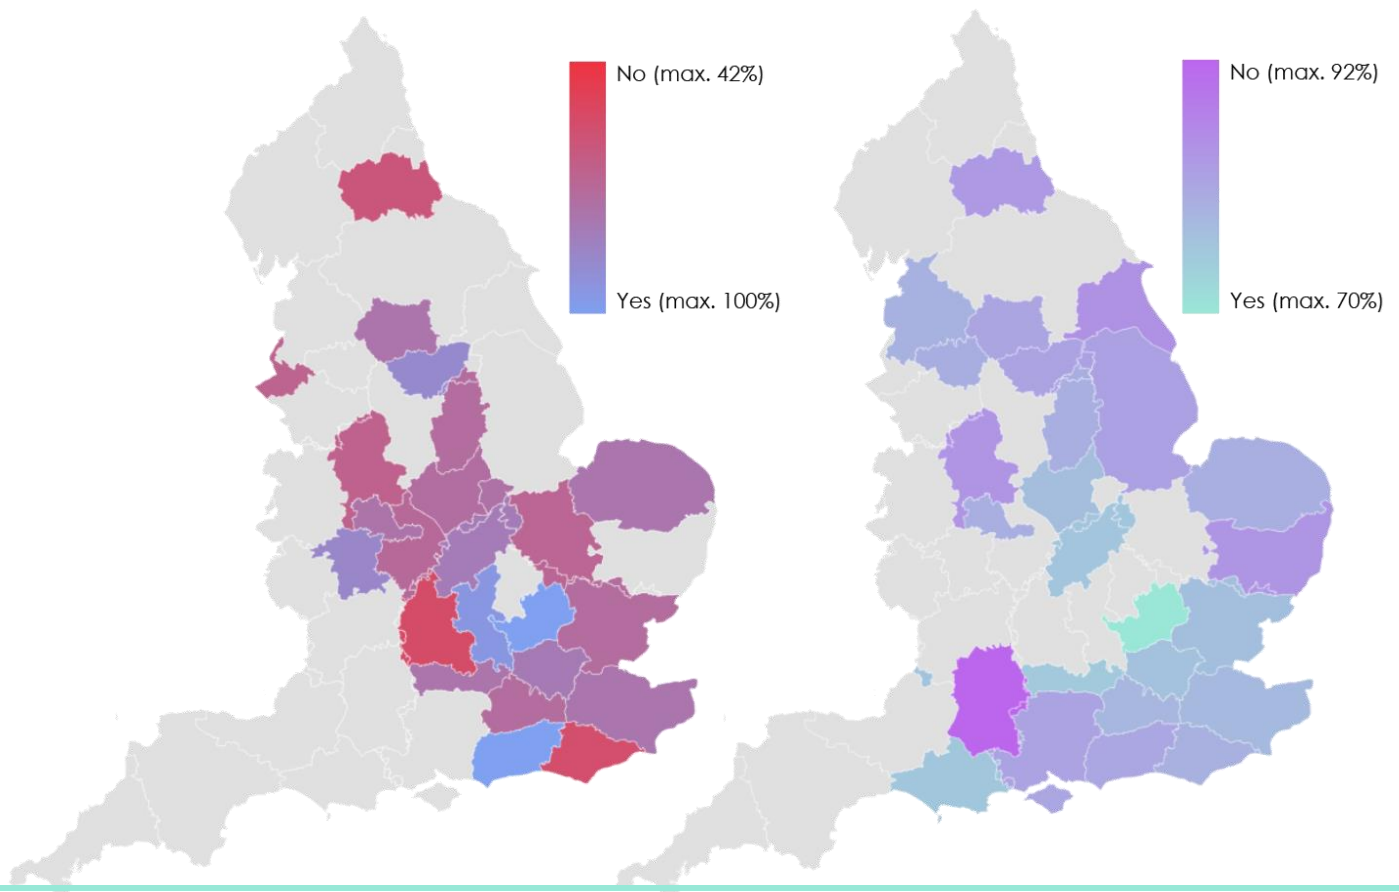 No (max. 42%)
Yes (max. 100%)
No (max. 92%)
Yes (max. 70%)